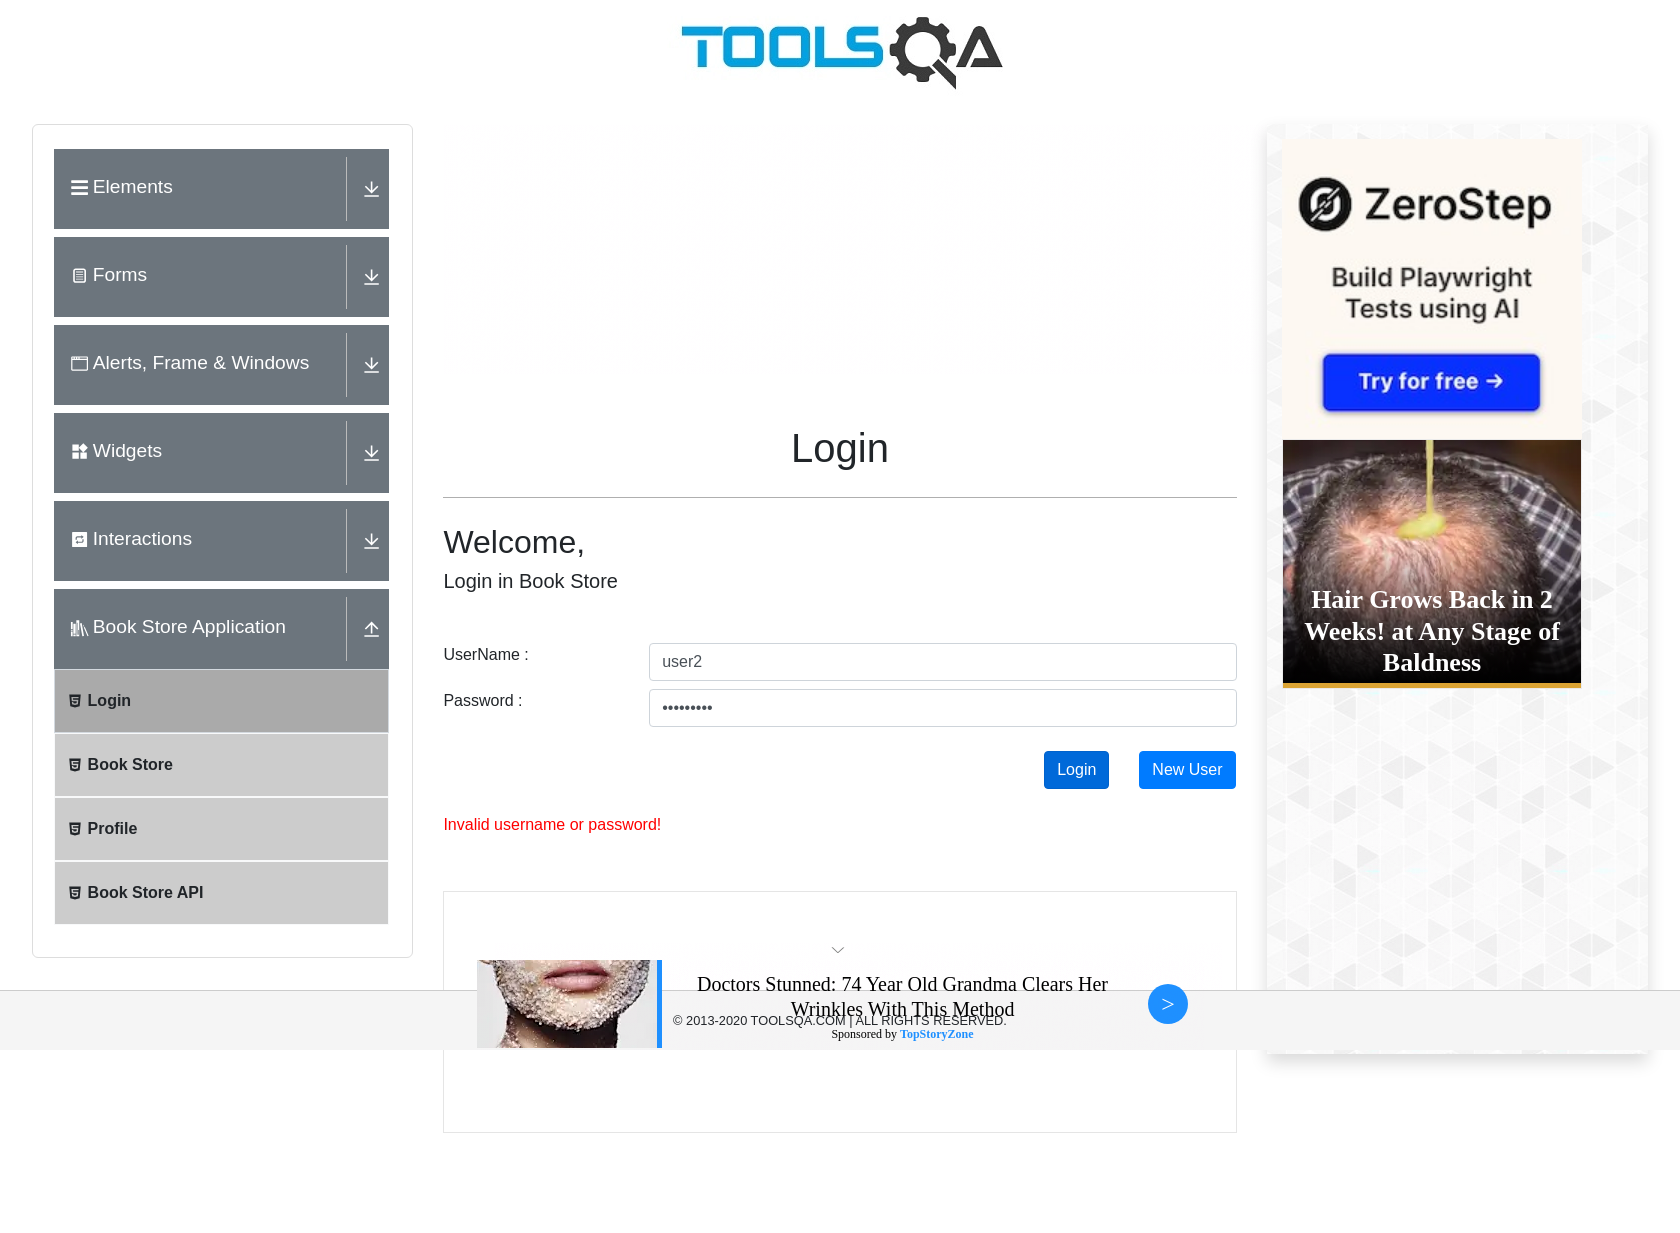 TOOLSQA
Elements
Forms
Alerts, Frame & Windows
Widgets
Interactions
Book Store Application
Login
Book Store
Profile
Book Store API
Login
Welcome,
Login in Book Store
UserName :
user2
Password :
•••••••••
Login
New User
Invalid username or password!
ZeroStep
Build Playwright
Tests using AI
Try for free →
Hair Grows Back in 2
Weeks! at Any Stage of
Baldness
Doctors Stunned: 74 Year Old Grandma Clears Her
Wrinkles With This Method
© 2013-2020 TOOLSQA.COM | ALL RIGHTS RESERVED.
Sponsored by TopStoryZone
>